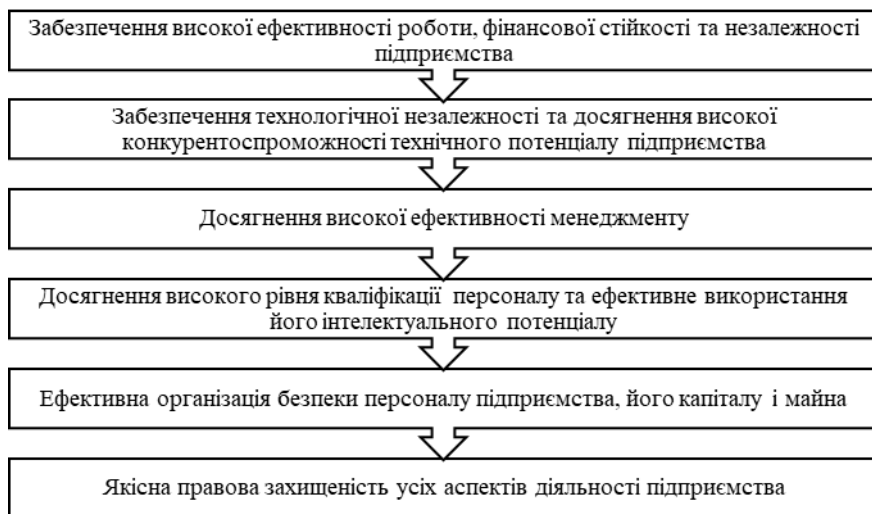 Забезпечення високої ефективності роботи, фінансової стійкості та незалежності
підприємства
Забезпечення технологічної незалежності та досягнення високої
конкурентоспроможності технічного потенціалу підприємства
Досягнення високої ефективності менеджменту
Досягнення високого рівня кваліфікації персоналу та ефективне використання
його інтелектуального потенціалу
Ефективна організація безпеки персоналу підприємства, його капіталу і майна
Якісна правова захищеність усіх аспектів діяльності підприємства